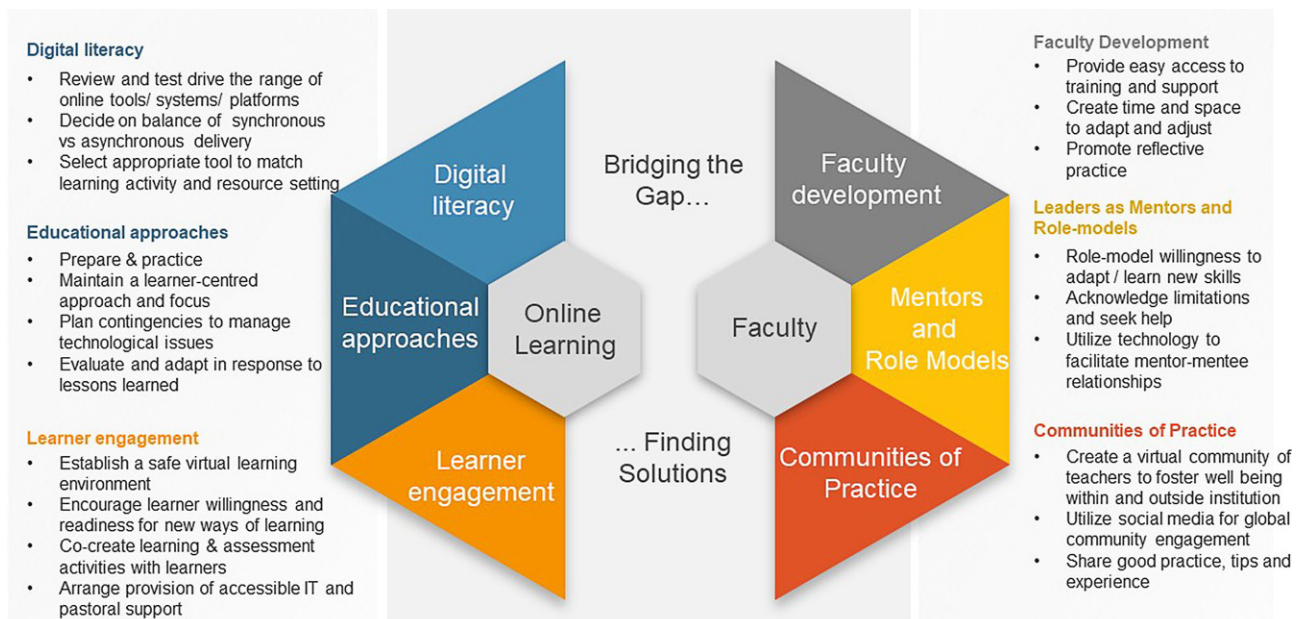 Digital literacy
• Review and test drive the range of
online tools/ systems/ platforms
• Decide on balance of synchronous
vs asynchronous delivery
• Select appropriate tool to match
learning activity and resource setting
Educational approaches
• Prepare & practice
• Maintain a learner-centred
approach and focus
• Plan contingencies to manage
technological issues
• Evaluate and adapt in response to
lessons learned
Learner engagement
• Establish a safe virtual learning
environment
• Encourage learner willingness and
readiness for new ways of learning
• Co-create learning & assessment
activities with learners
• Arrange provision of accessible IT and
pastoral support
Digital
literacy
Educational
approaches
Learner
engagement
Online
Learning
Bridging the
Gap…
... Finding
Solutions
Faculty
Faculty
development
Mentors
and
Role Models
Communities of
Practice
Faculty Development
• Provide easy access to
training and support
• Create time and space
to adapt and adjust
• Promote reflective
practice
Leaders as Mentors and
Role-models
• Role-model willingness to
adapt / learn new skills
• Acknowledge limitations
and seek help
• Utilize technology to
facilitate mentor-mentee
relationships
Communities of Practice
• Create a virtual community of
teachers to foster well being
within and outside institution
• Utilize social media for global
community engagement
• Share good practice, tips and
experience